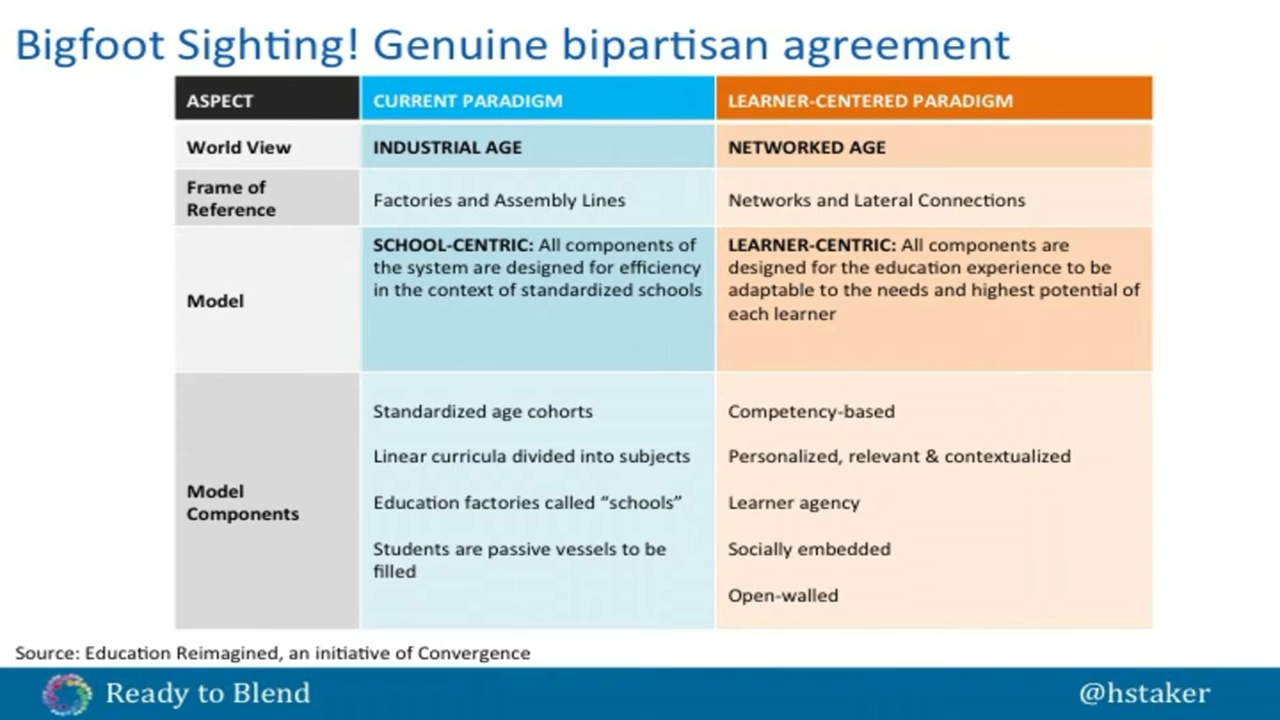 Bigfoot Sighting! Genuine bipartisan agreement
ASPECT
CURRENT PARADIGM
LEARNER-CENTERED PARADIGM
World View
INDUSTRIAL AGE
NETWORKED AGE
Frame of
Reference
Factories and Assembly Lines
Networks and Lateral Connections
Model
SCHOOL-CENTRIC: All components of
the system are designed for efficiency
in the context of standardized schools
LEARNER-CENTRIC: All components are
designed for the education experience to be
adaptable to the needs and highest potential of
each learner
Model
Components
Standardized age cohorts
Linear curricula divided into subjects
Education factories called “schools”
Students are passive vessels to be
filled
Competency-based
Personalized, relevant & contextualized
Learner agency
Socially embedded
Open-walled
Source: Education Reimagined, an initiative of Convergence
Ready to Blend
@hstaker